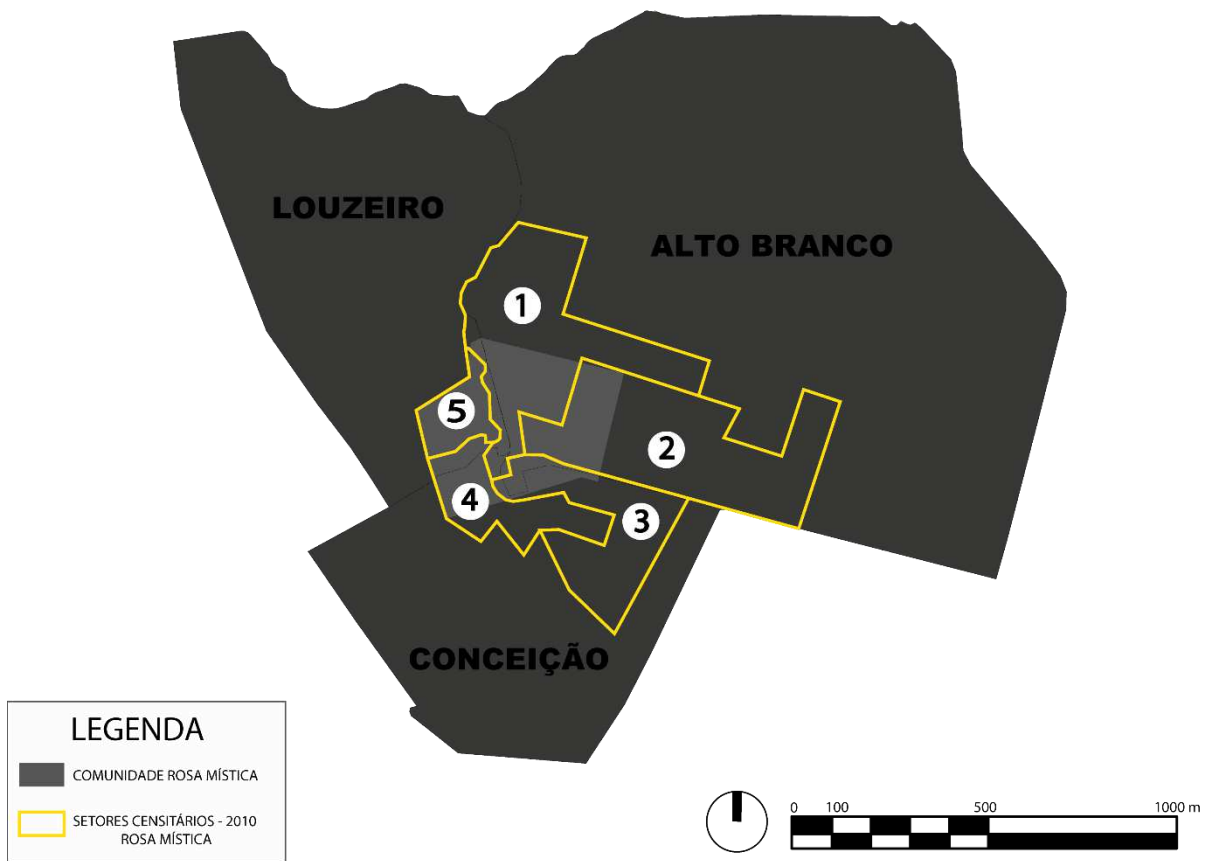 LOUZEIRO
ALTO BRANCO
1
5
2
4
3
CONCEIÇÃO
LEGENDA
COMUNIDADE ROSA MÍSTICA
SETORES CENSITÁRIOS - 2010
ROSA MÍSTICA
0 100 500 1000 m